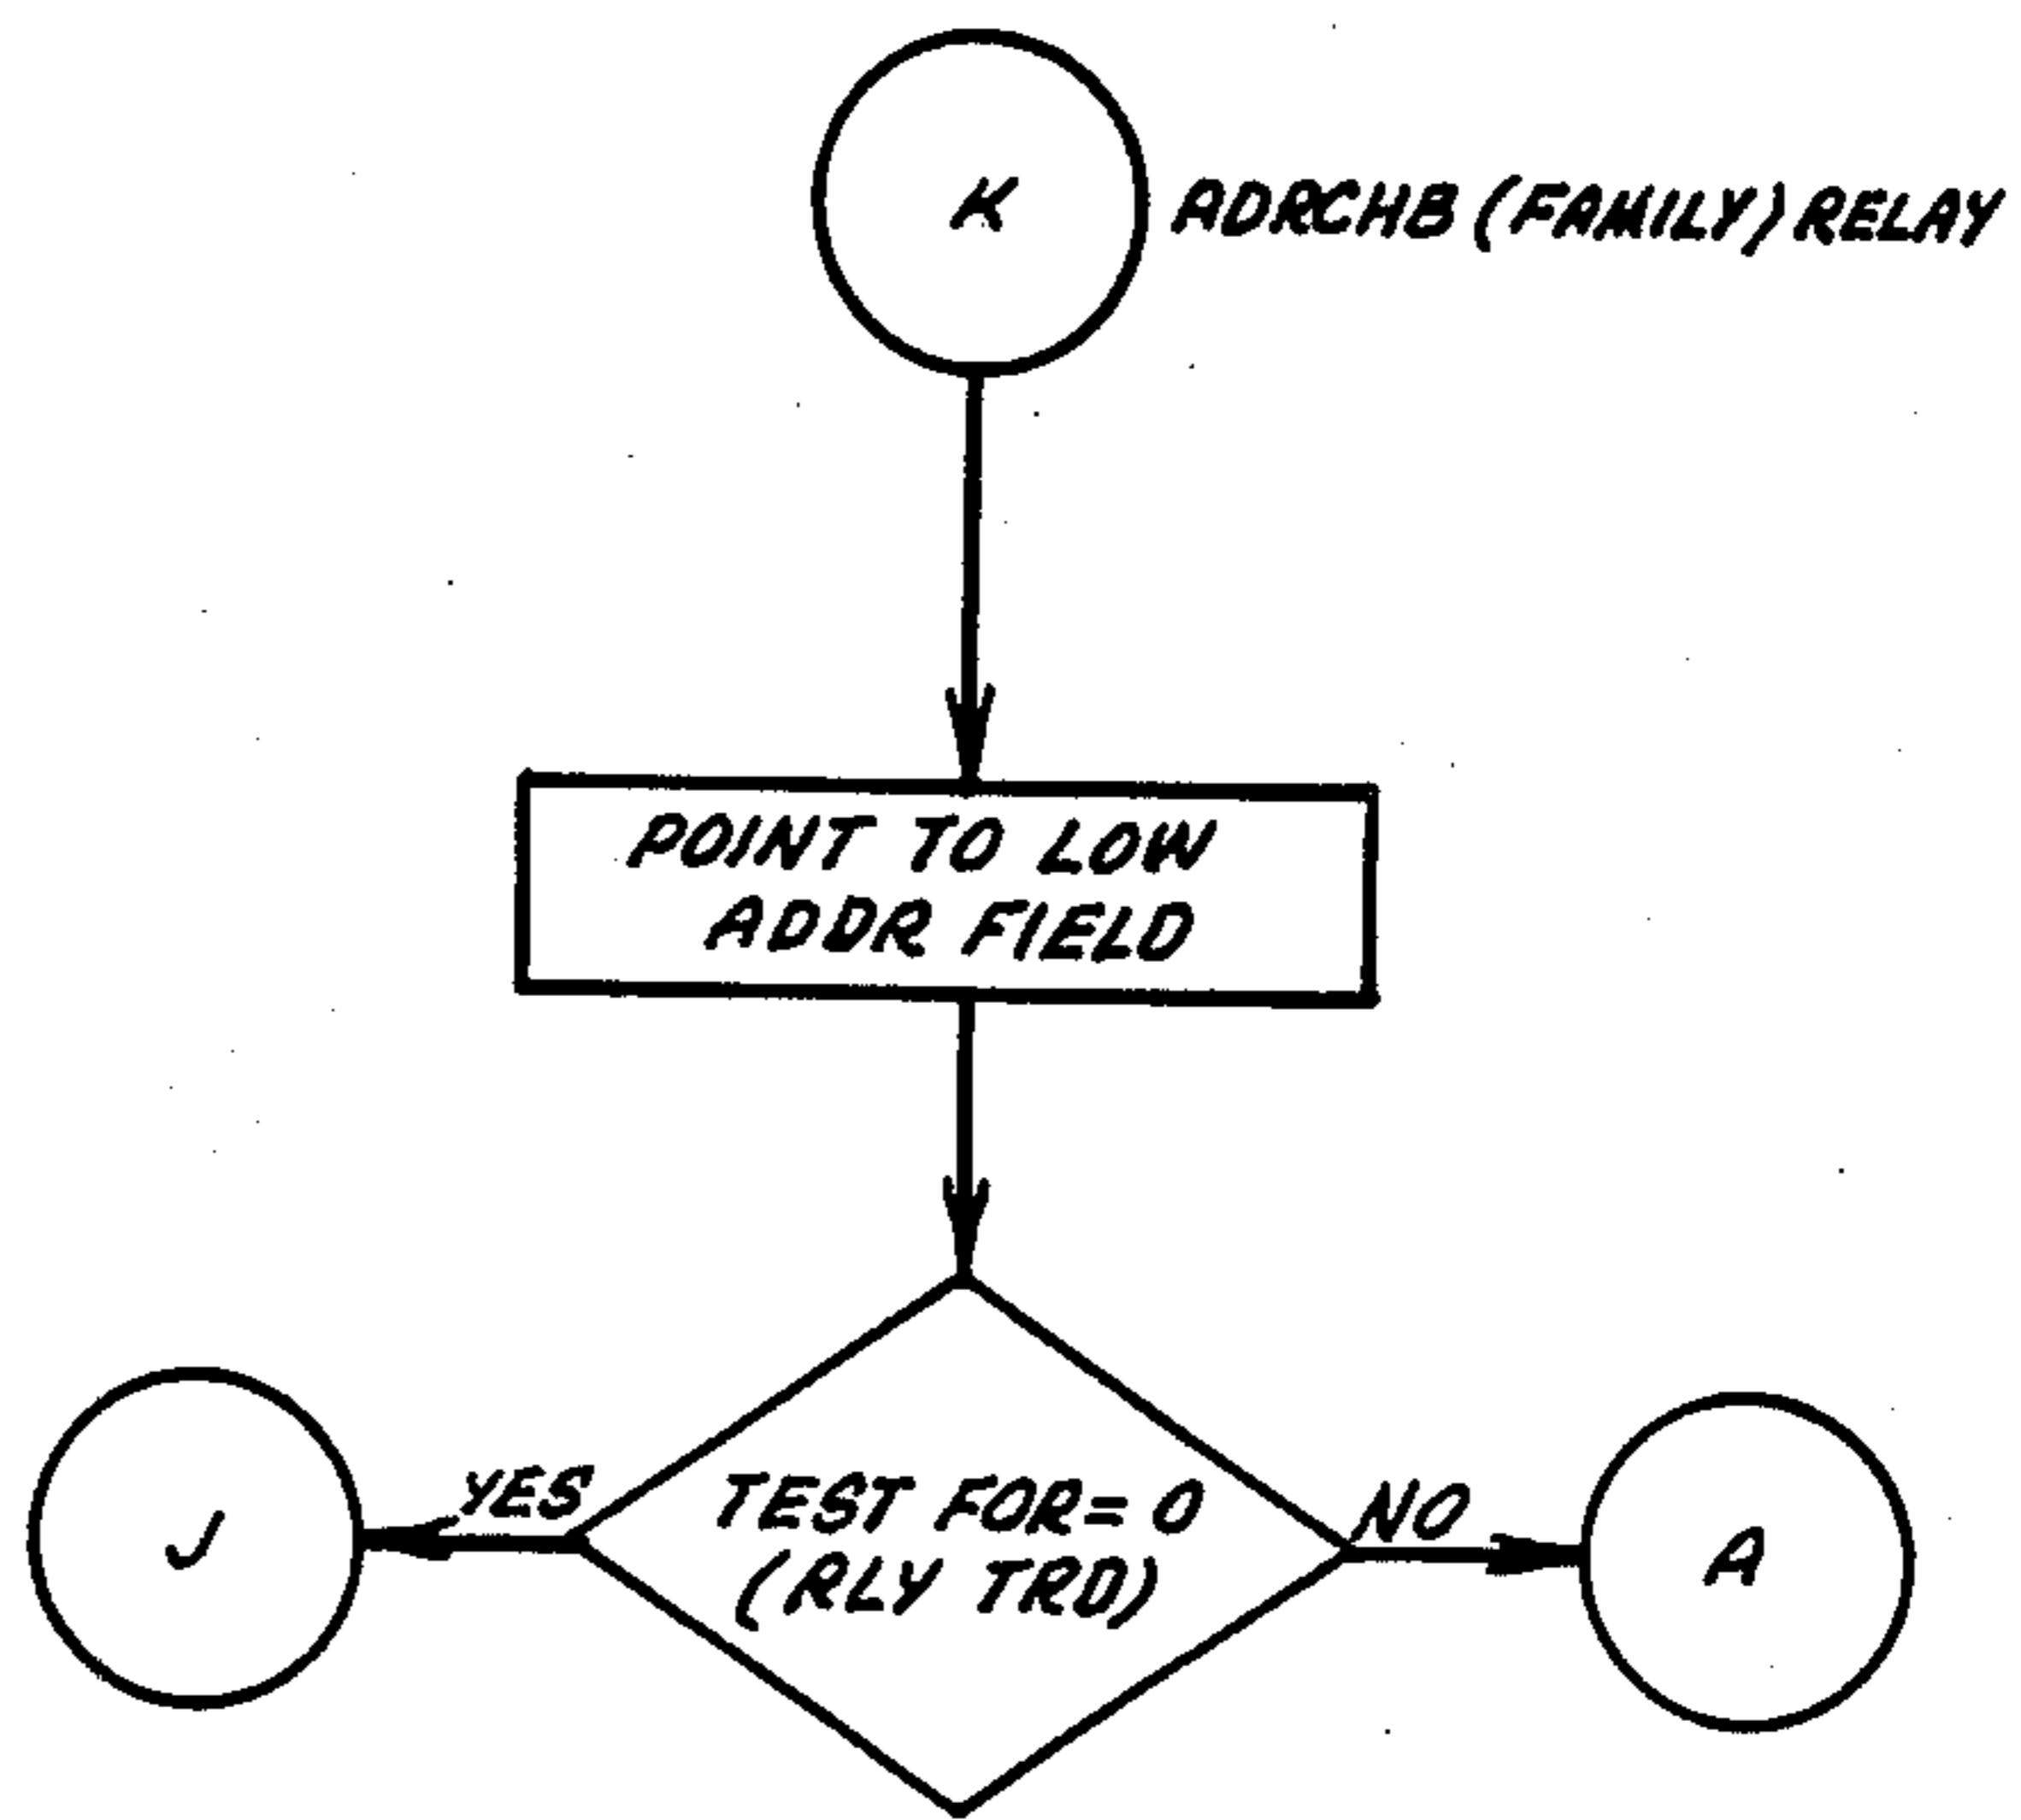 K
ADRCHB (FAMILY) RELAY
POINT TO LOW
ADDR FIELD
YES
TEST FOR= 0
(RLY TRD)
NO
J
A